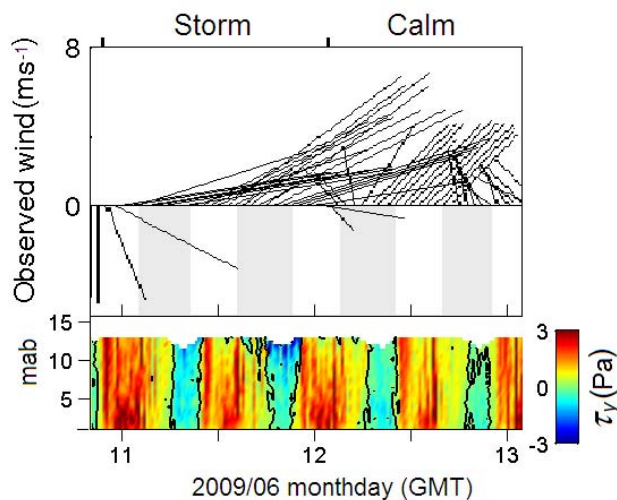 Storm Calm
8
Observed wind (ms-1)
0
15
10
5
mab
3
0
-3
τy (Pa)
11 12 13
2009/06 monthday (GMT)